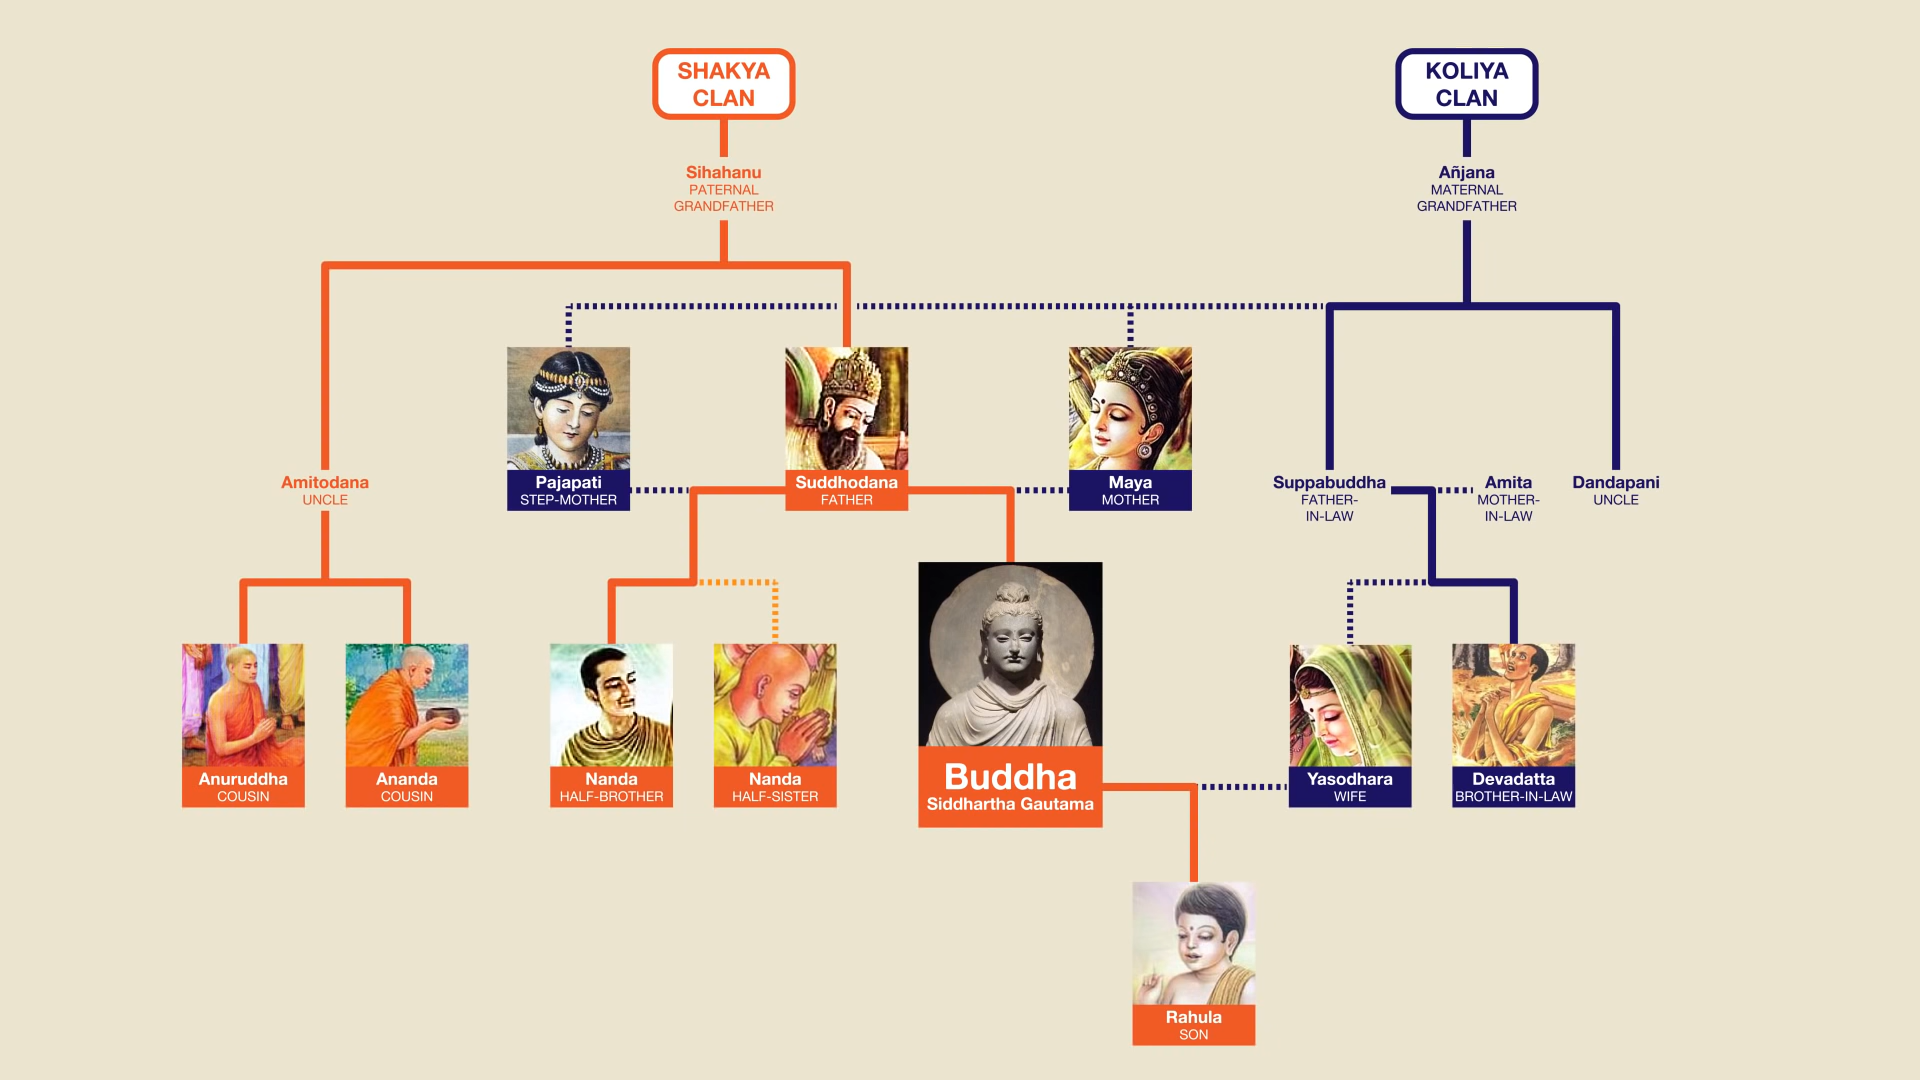 SHAKYA
CLAN
KOLIYA
CLAN
Sihahanu
PATERNAL
GRANDFATHER
Añjana
MATERNAL
GRANDFATHER
Amitodana
UNCLE
Pajapati
STEP-MOTHER
Suddhodana
FATHER
Maya
MOTHER
Suppabuddha
FATHER-
IN-LAW
Amita
MOTHER-
IN-LAW
Dandapani
UNCLE
Anuruddha
COUSIN
Ananda
COUSIN
Nanda
HALF-BROTHER
Nanda
HALF-SISTER
Buddha
Siddhartha Gautama
Yasodhara
WIFE
Devadatta
BROTHER-IN-LAW
Rahula
SON